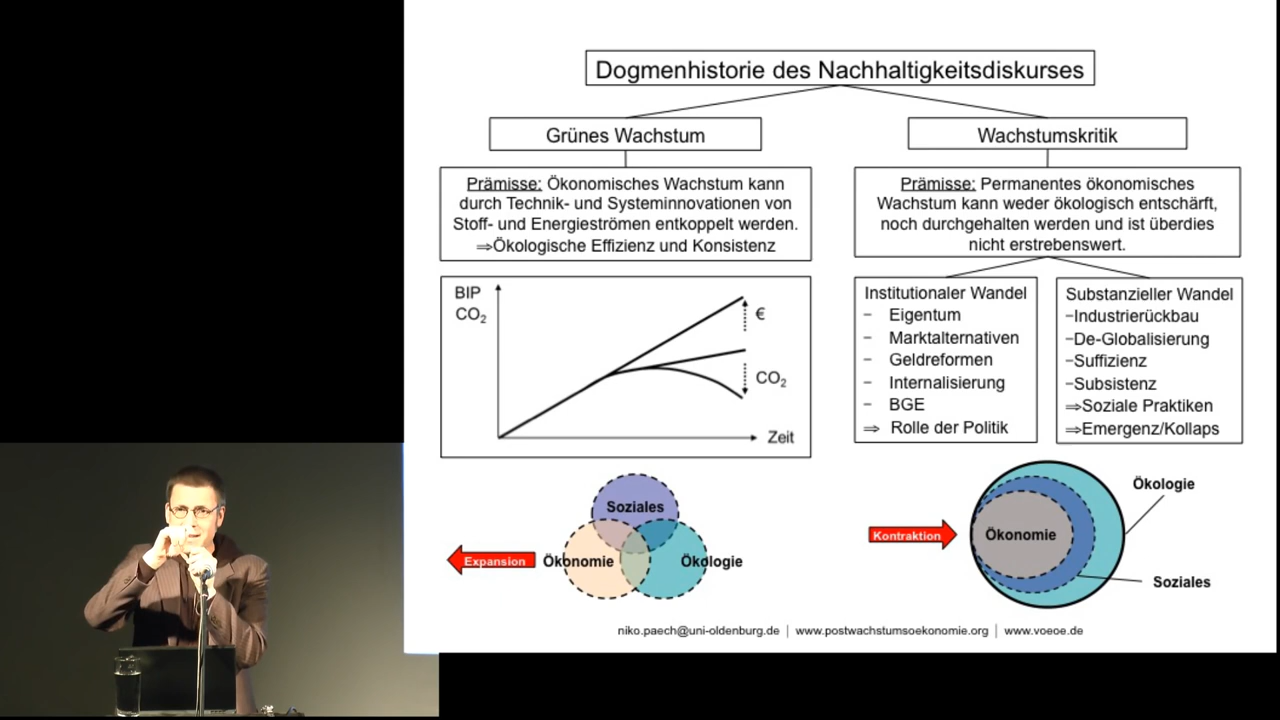 Dogmenhistorie des Nachhaltigkeitsdiskurses
Grünes Wachstum
Wachstumskritik
Prämisse: Ökonomisches Wachstum kann
durch Technik- und Systeminnovationen von
Stoff- und Energieströmen entkoppelt werden.
⇒Ökologische Effizienz und Konsistenz
Prämisse: Permanentes ökonomisches
Wachstum kann weder ökologisch entschärft,
noch durchgehalten werden und ist überdies
nicht erstrebenswert.
BIP
CO₂
€
CO₂
Zeit
Institutionaler Wandel
− Eigentum
− Marktalternativen
− Geldreformen
− Internalisierung
− BGE
⇒ Rolle der Politik
Substanzieller Wandel
−Industrierückbau
−De-Globalisierung
−Suffizienz
−Subsistenz
⇒Soziale Praktiken
⇒Emergenz/Kollaps
Soziales
Expansion
Ökonomie
Ökologie
Kontraktion
Ökonomie
Ökologie
Soziales
niko.paech@uni-oldenburg.de | www.postwachstumsoekonomie.org | www.voeoe.de